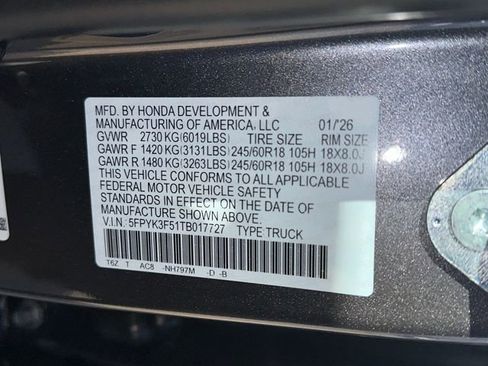 MFD. BY HONDA DEVELOPMENT &
MANUFACTURING OF AMERICA, LLC 01/'26
GVWR 2730 KG (6019LBS) TIRE SIZE RIM SIZE
GAWR F 1420 KG (3131LBS) 245/60R18 105H 18X8.0J
GAWR R 1480 KG (3263LBS) 245/60R18 105H 18X8.0J
THIS VEHICLE CONFORMS TO ALL APPLICABLE
FEDERAL MOTOR VEHICLE SAFETY
STANDARDS IN EFFECT ON THE DATE OF
MANUFACTURE SHOWN ABOVE.
V.I.N.: 5FPYK3F51TB017727 TYPE TRUCK
T6Z T AC8 -NH797M -D -B